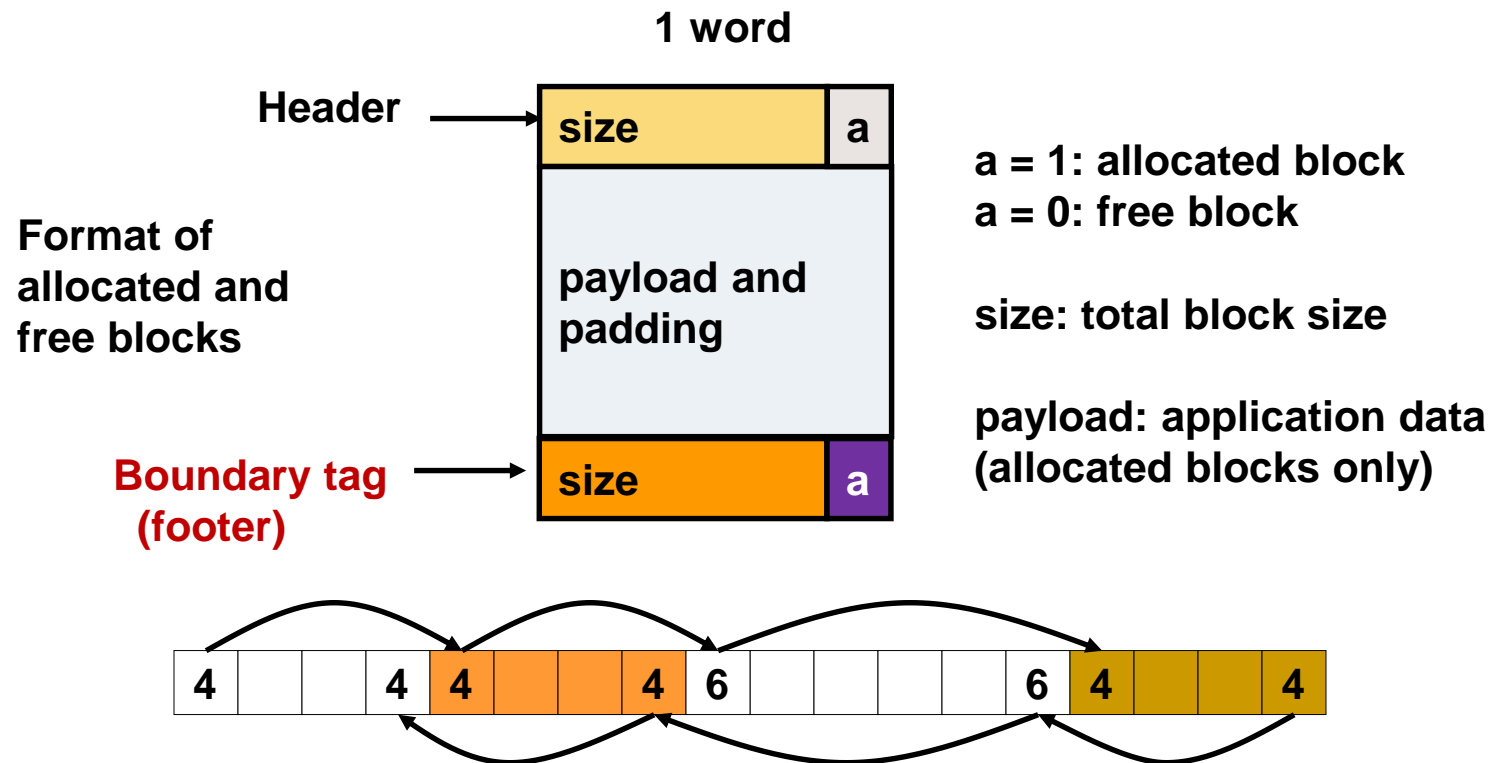 1 word
Header
size a
a = 1: allocated block
a = 0: free block
Format of
allocated and
free blocks
payload and
padding
size: total block size
payload: application data
(allocated blocks only)
Boundary tag
(footer)
size a
4 4 4 4 6 6 4 4